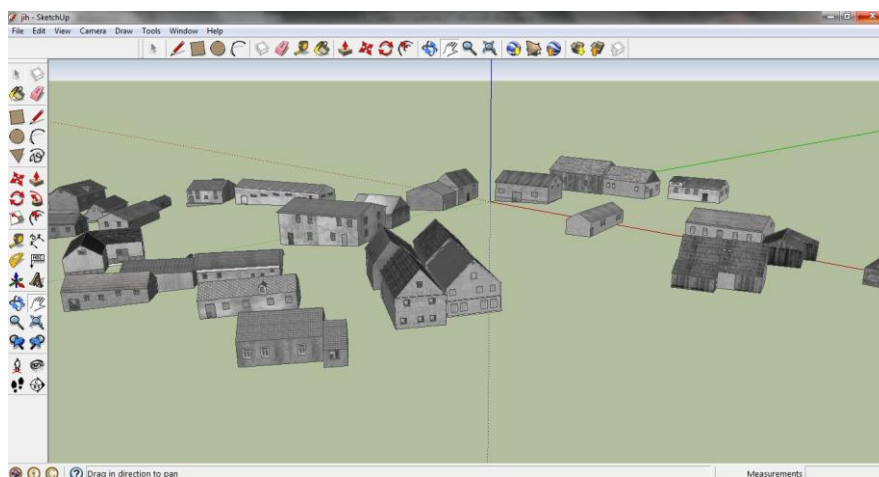 jih - SketchUp
File Edit View Camera Draw Tools Window Help
Drag in direction to pan
Measurements